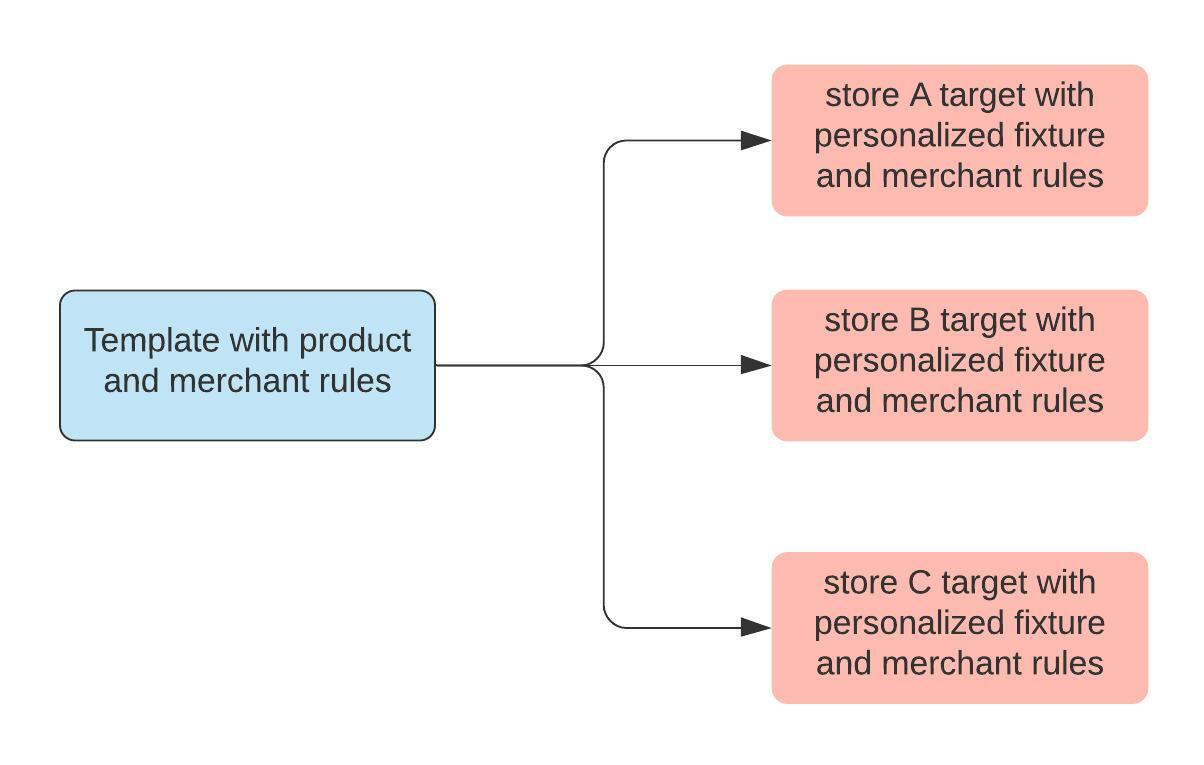 Template with product
and merchant rules
store A target with
personalized fixture
and merchant rules
store B target with
personalized fixture
and merchant rules
store C target with
personalized fixture
and merchant rules